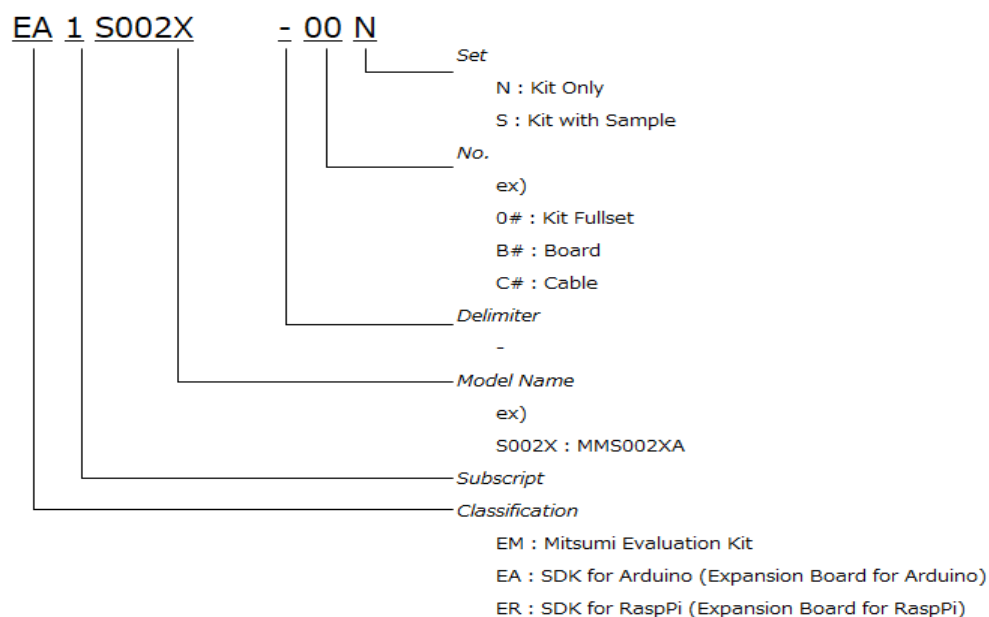 EA 1 S002X - 00 N
Set
N : Kit Only
S : Kit with Sample
No.
ex)
0# : Kit Fullset
B# : Board
C# : Cable
Delimiter
-
Model Name
ex)
S002X : MMS002XA
Subscript
Classification
EM : Mitsumi Evaluation Kit
EA : SDK for Arduino (Expansion Board for Arduino)
ER : SDK for RaspPi (Expansion Board for RaspPi)